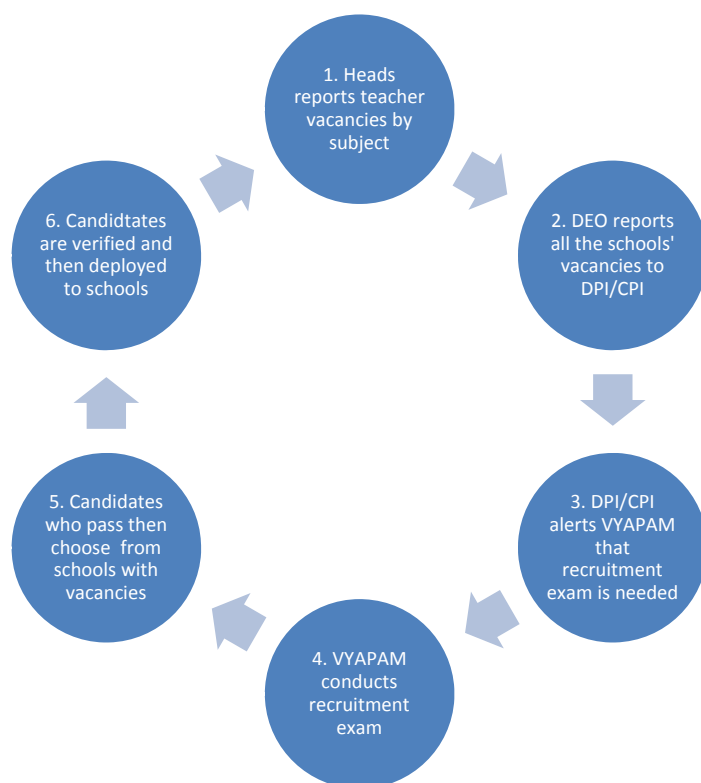 1. Heads
reports teacher
vacancies by
subject
2. DEO reports
all the schools'
vacancies to
DPI/CPI
3. DPI/CPI
alerts VYAPAM
that
recruitment
exam is needed
4. VYAPAM
conducts
recruitment
exam
5. Candidates
who pass then
choose from
schools with
vacancies
6. Candidtates
are verified and
then deployed
to schools